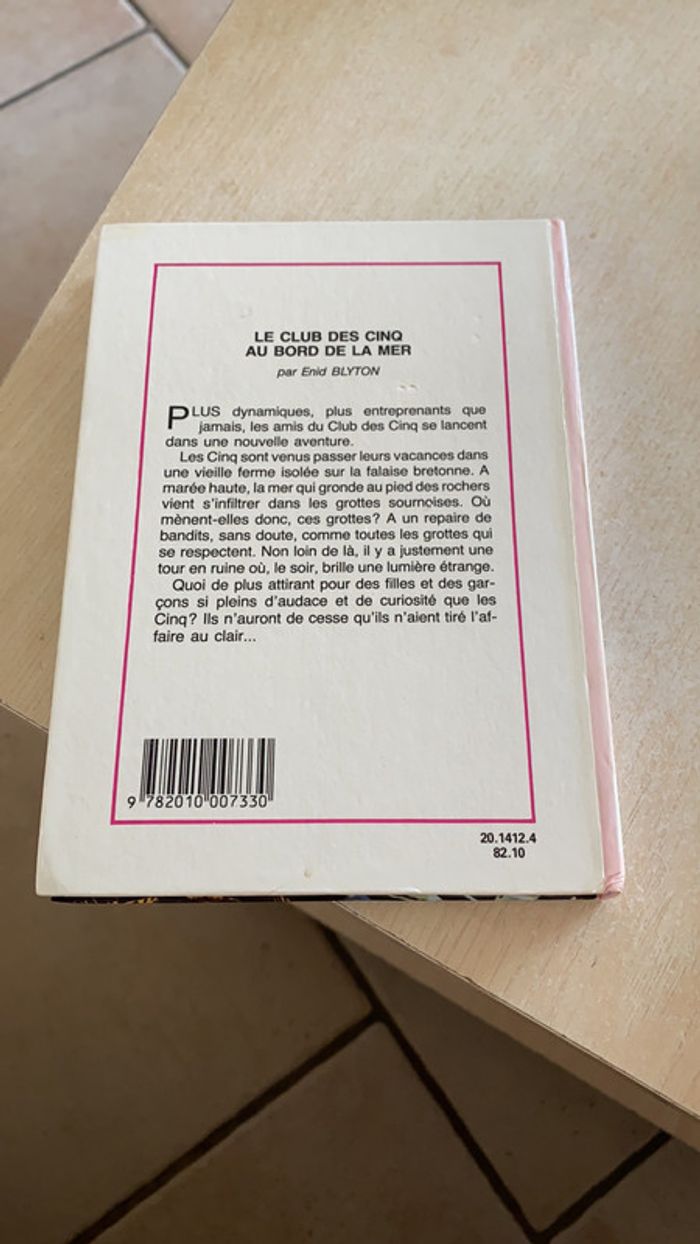 LE CLUB DES CINQ
AU BORD DE LA MER
par Enid BLYTON
PLUS dynamiques, plus entreprenants que
jamais, les amis du Club des Cinq se lancent
dans une nouvelle aventure.
Les Cinq sont venus passer leurs vacances dans
une vieille ferme isolée sur la falaise bretonne. A
marée haute, la mer qui gronde au pied des rochers
vient s'infiltrer dans les grottes sournoises. Où
mènent-elles donc, ces grottes? A un repaire de
bandits, sans doute, comme toutes les grottes qui
se respectent. Non loin de là, il y a justement une
tour en ruine où, le soir, brille une lumière étrange.
Quoi de plus attirant pour des filles et des gar-
çons si pleins d'audace et de curiosité que les
Cinq? Ils n'auront de cesse qu'ils n'aient tiré l'af-
faire au clair...
9 782010 007330
20.1412.4
82.10